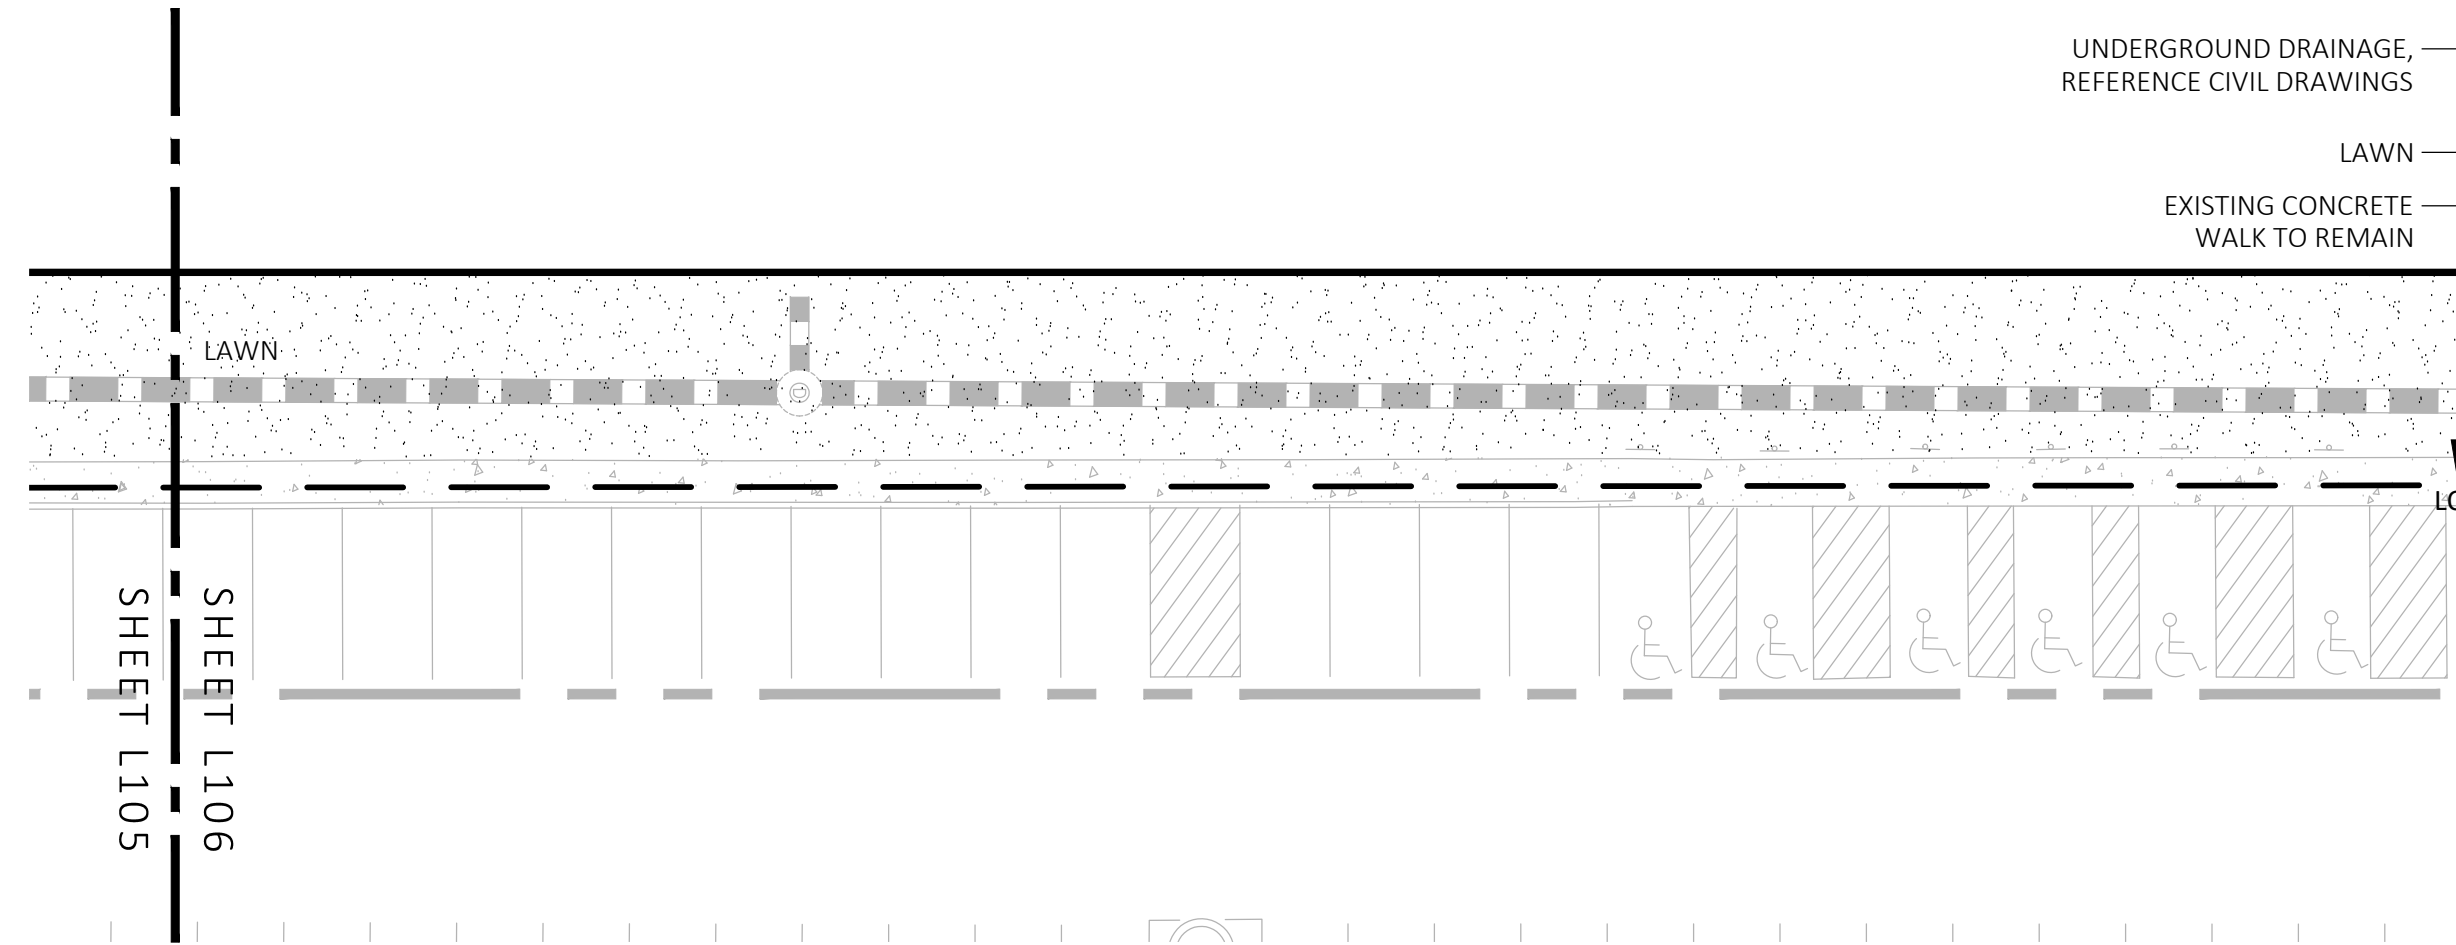 UNDERGROUND DRAINAGE,
REFERENCE CIVIL DRAWINGS
LAWN
EXISTING CONCRETE
WALK TO REMAIN
LAWN
SHEET L105
SHEET L106